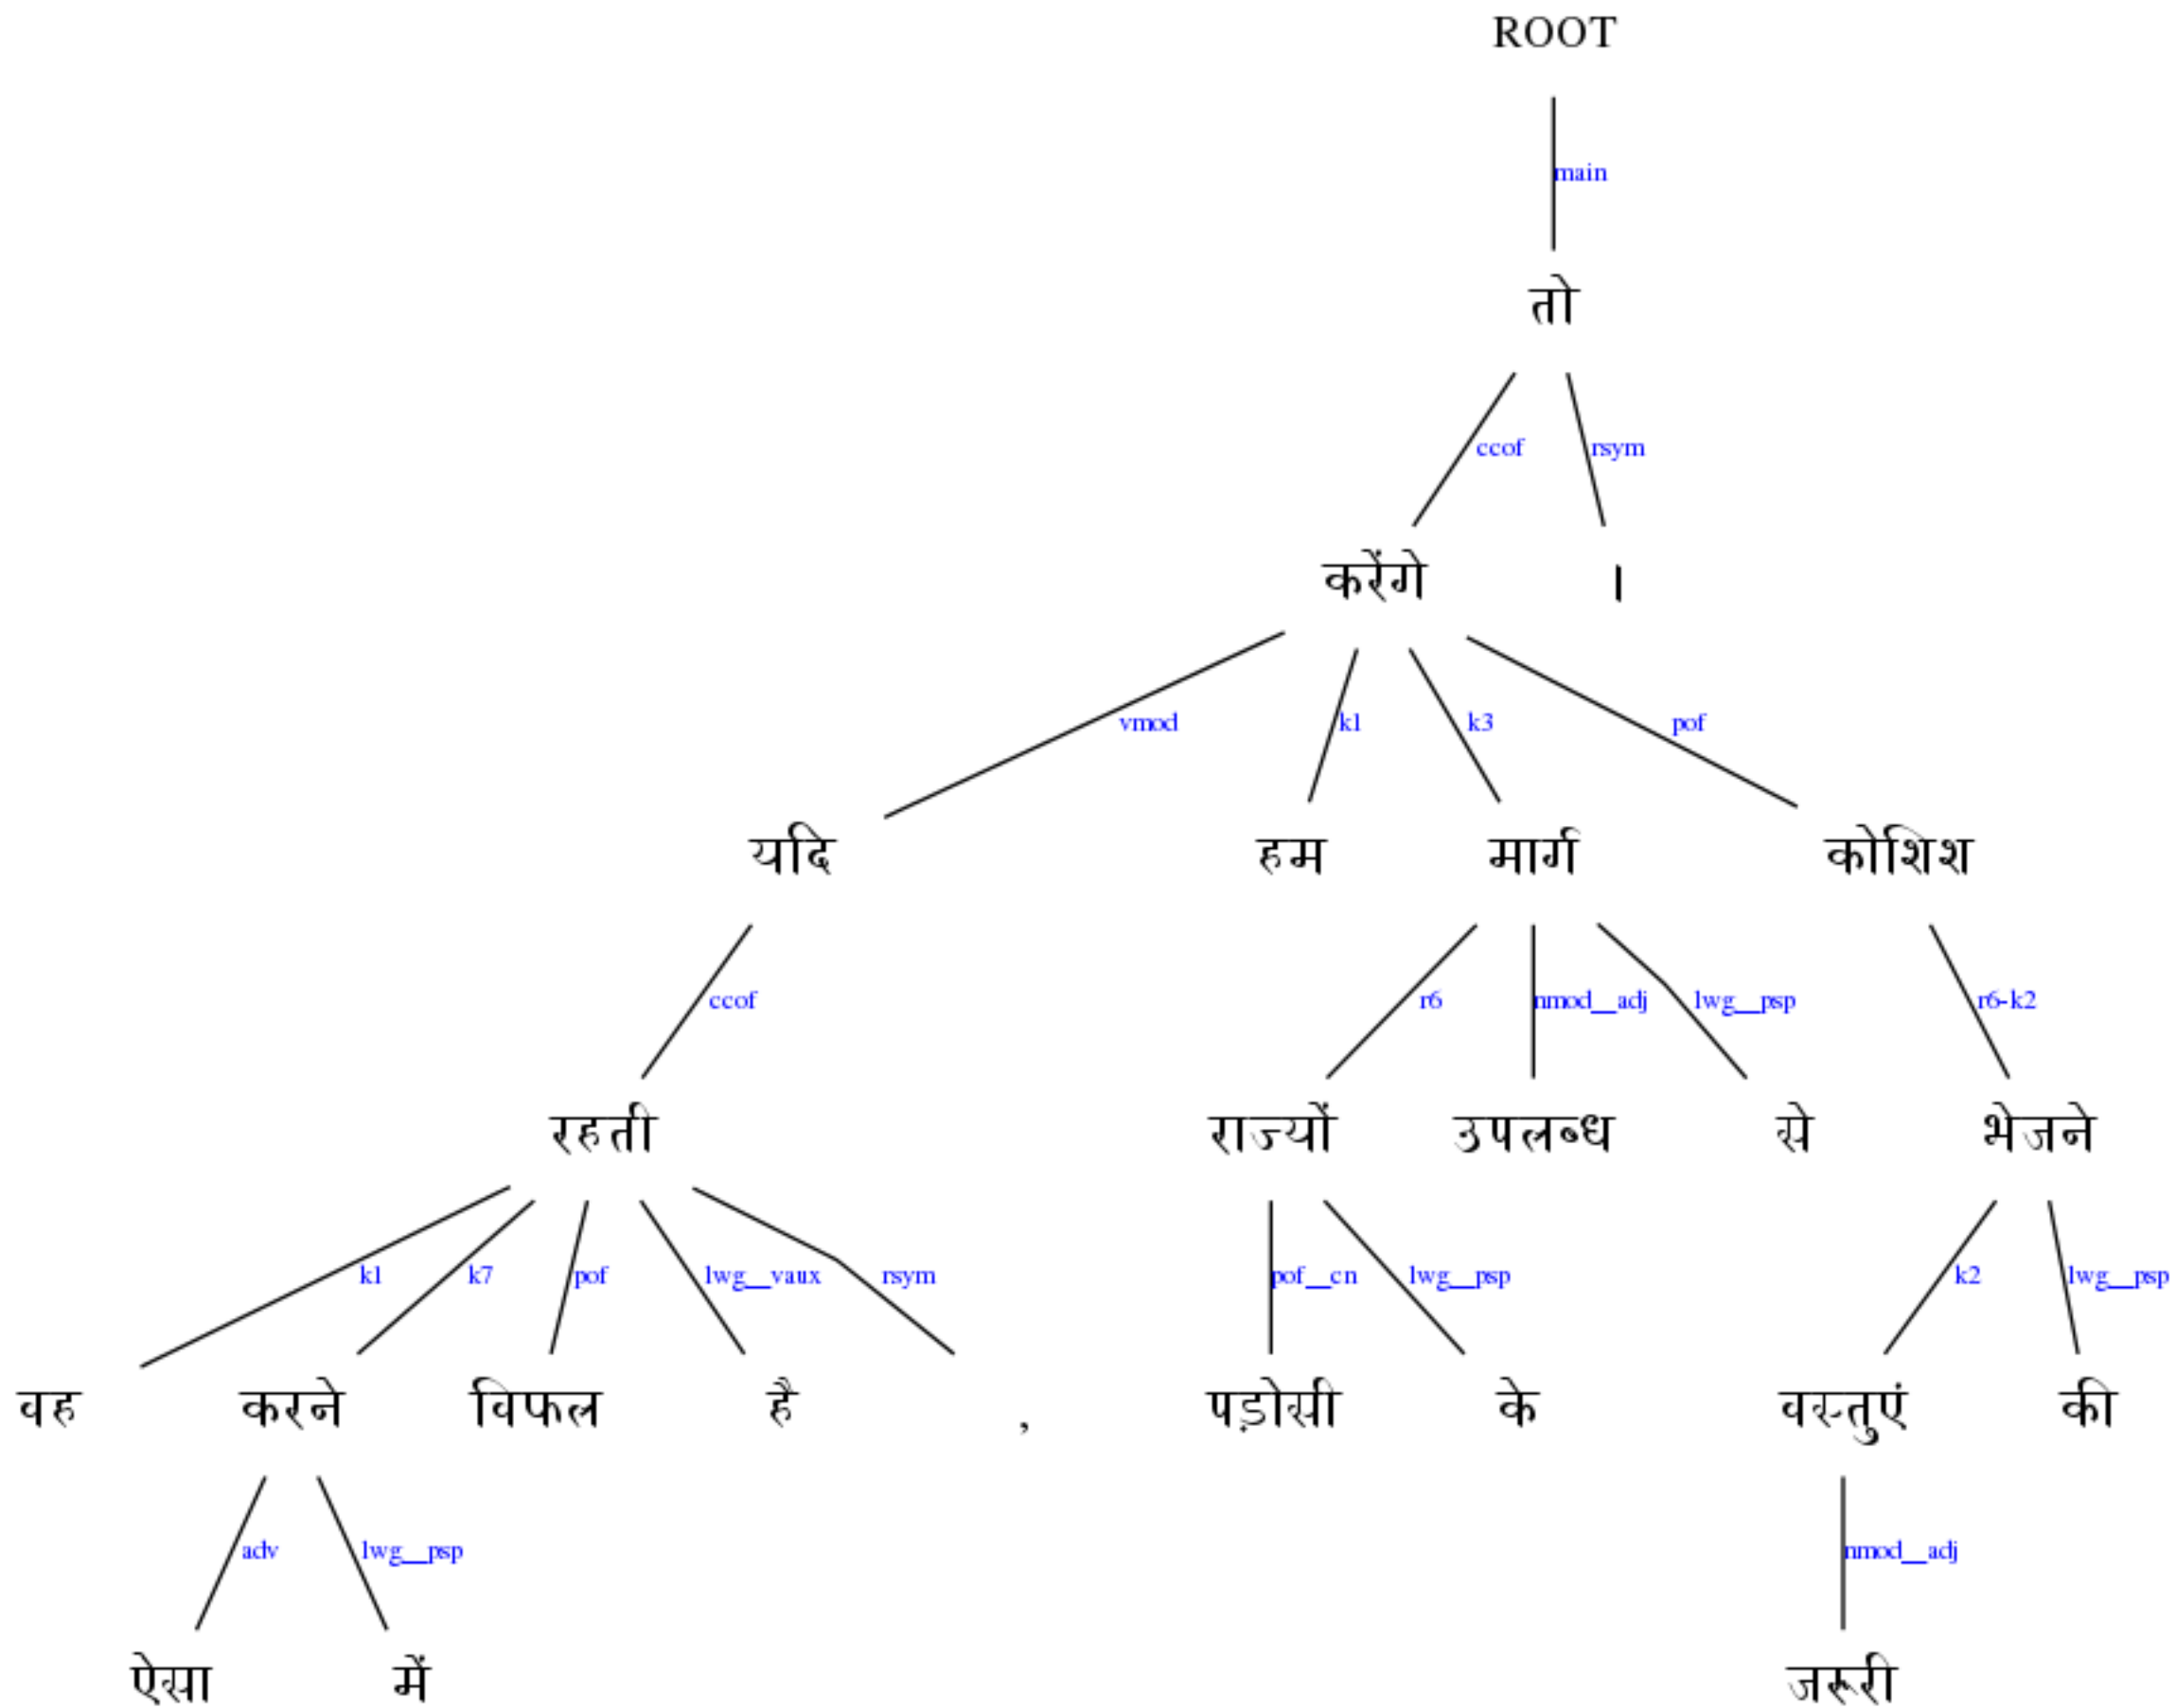 ROOT
main
तो
ccof rsym
करेंगे ।
vmod k1 k3 pof
यदि हम मार्ग कोशिश
ccof r6 nmod__adj lwg__psp r6-k2
रहती राज्यों उपलब्ध से भेजने
k1 k7 pof lwg__vaux rsym pof__cn lwg__psp k2 lwg__psp
वह करने विफल है , पड़ोसी के वस्तुएं की
adv lwg__psp nmod__adj
ऐसा में जरूरी